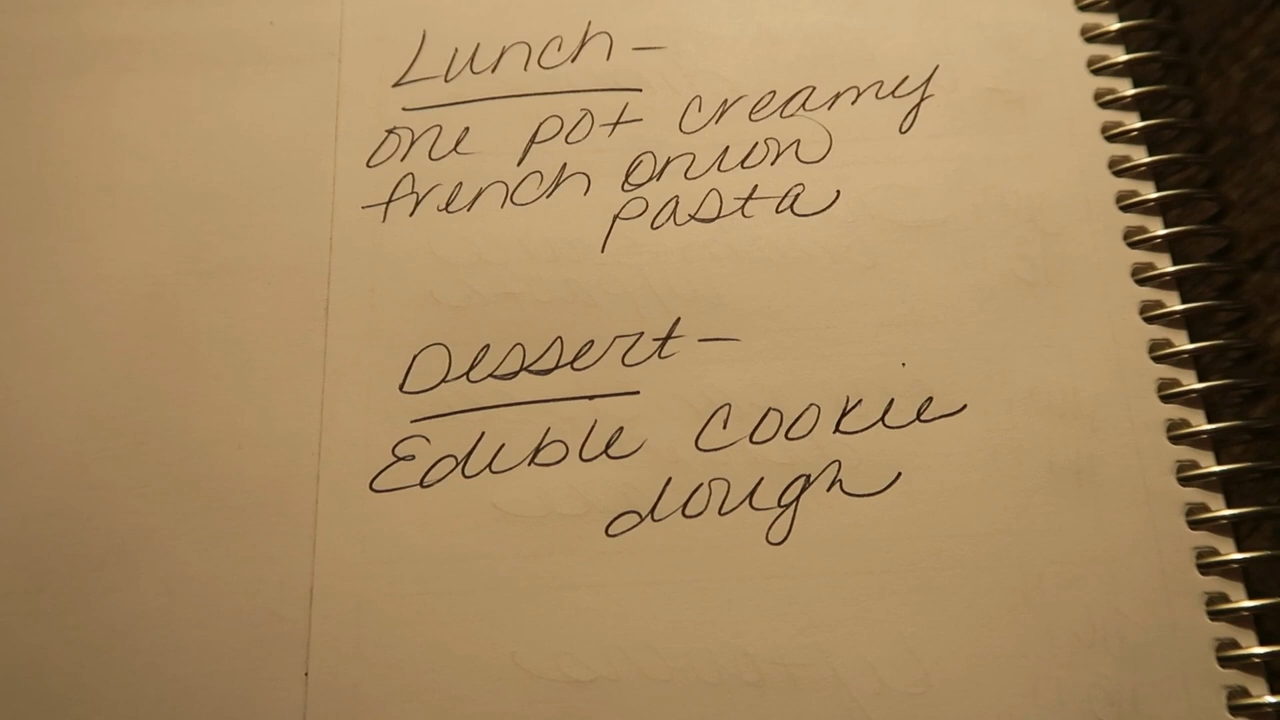 Lunch-
one pot creamy
french onion
pasta
Dessert-
Edible cookie
dough